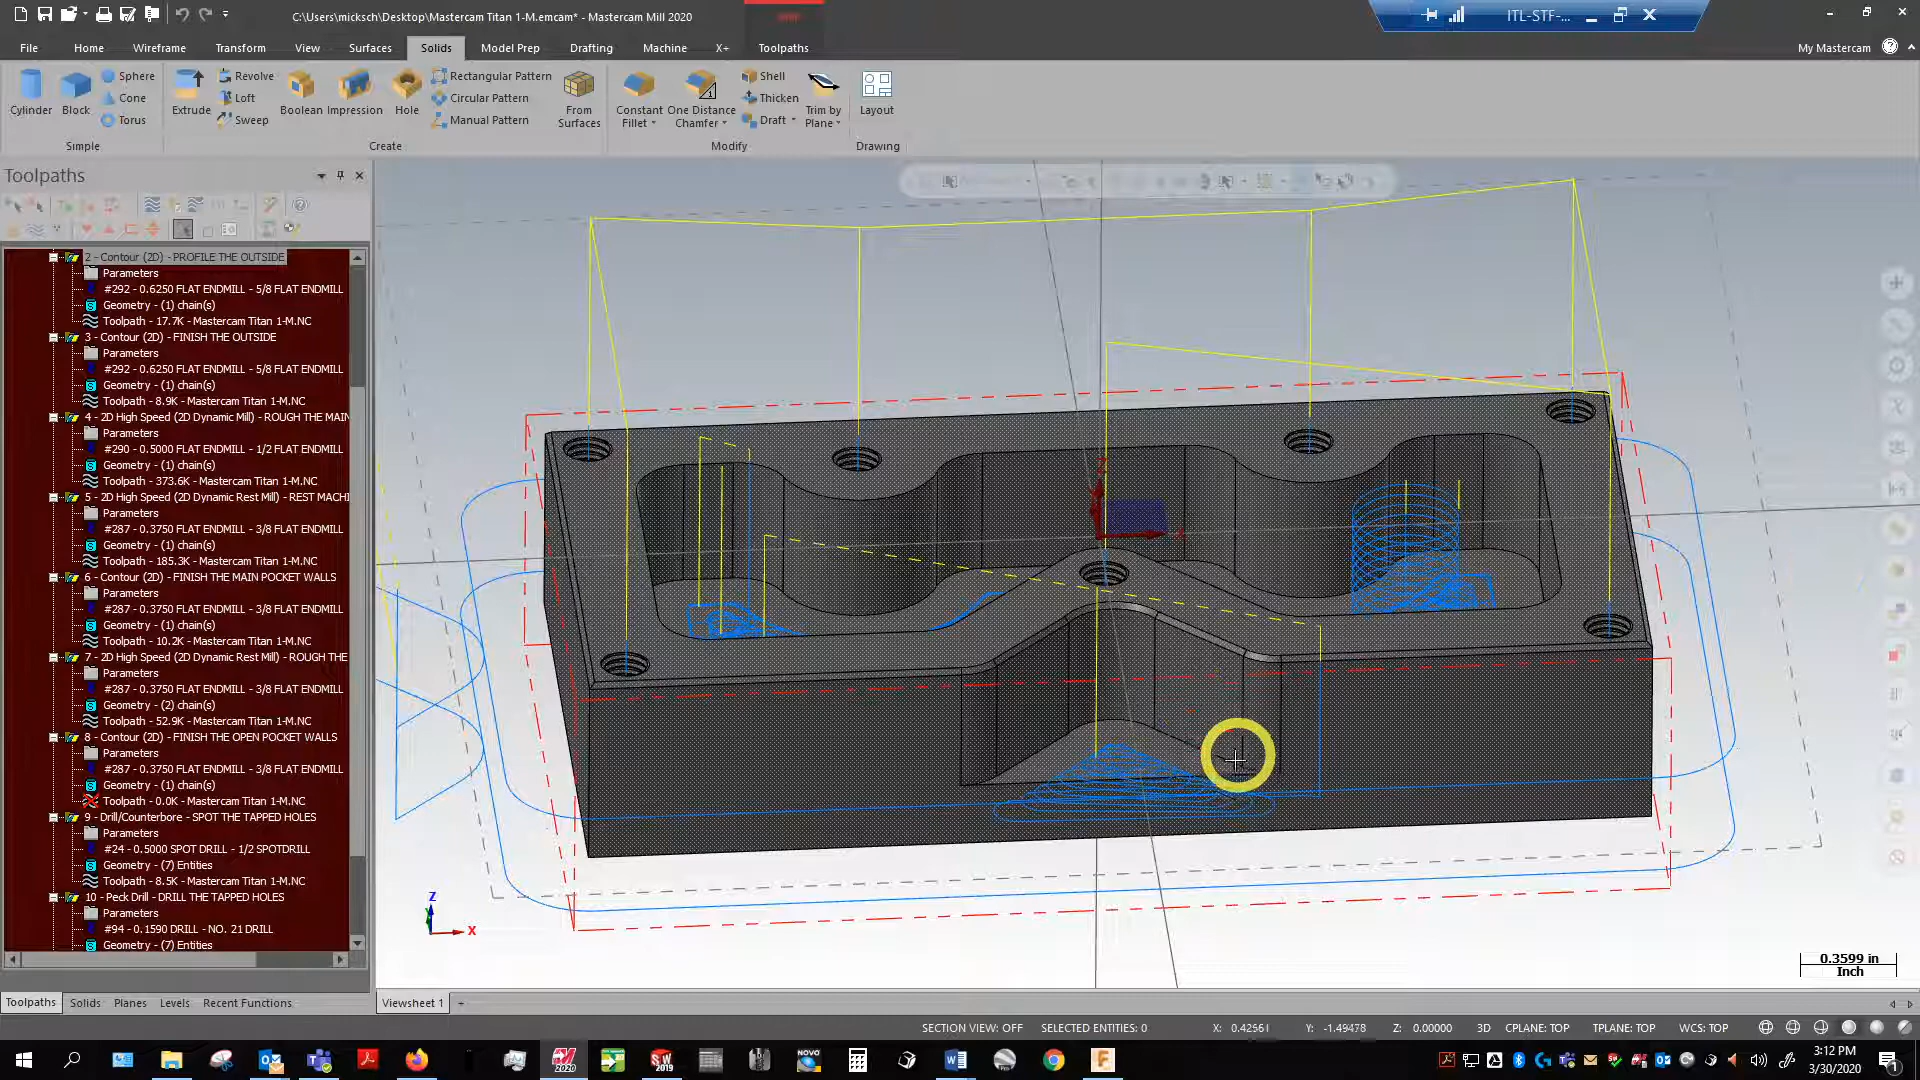 C:\Users\micksch\Desktop\Mastercam Titan 1-M.emcam* - Mastercam Mill 2020
ITL-STF-...
File Home Wireframe Transform View Surfaces Solids Model Prep Drafting Machine X+ Toolpaths
My Mastercam
Cylinder Block Sphere Cone Torus
Simple
Extrude Revolve Loft Sweep Boolean Impression Hole Rectangular Pattern Circular Pattern Manual Pattern From Surfaces
Create
Constant Fillet One Distance Chamfer Shell Thicken Draft Trim by Plane
Modify
Layout
Drawing
Toolpaths
2 - Contour (2D) - PROFILE THE OUTSIDE
Parameters
#292 - 0.6250 FLAT ENDMILL - 5/8 FLAT ENDMILL
Geometry - (1) chain(s)
Toolpath - 17.7K - Mastercam Titan 1-M.NC
3 - Contour (2D) - FINISH THE OUTSIDE
Parameters
#292 - 0.6250 FLAT ENDMILL - 5/8 FLAT ENDMILL
Geometry - (1) chain(s)
Toolpath - 8.9K - Mastercam Titan 1-M.NC
4 - 2D High Speed (2D Dynamic Mill) - ROUGH THE MAIN
Parameters
#290 - 0.5000 FLAT ENDMILL - 1/2 FLAT ENDMILL
Geometry - (1) chain(s)
Toolpath - 373.6K - Mastercam Titan 1-M.NC
5 - 2D High Speed (2D Dynamic Rest Mill) - REST MACHI
Parameters
#287 - 0.3750 FLAT ENDMILL - 3/8 FLAT ENDMILL
Geometry - (1) chain(s)
Toolpath - 185.3K - Mastercam Titan 1-M.NC
6 - Contour (2D) - FINISH THE MAIN POCKET WALLS
Parameters
#287 - 0.3750 FLAT ENDMILL - 3/8 FLAT ENDMILL
Geometry - (1) chain(s)
Toolpath - 10.2K - Mastercam Titan 1-M.NC
7 - 2D High Speed (2D Dynamic Rest Mill) - ROUGH THE
Parameters
#287 - 0.3750 FLAT ENDMILL - 3/8 FLAT ENDMILL
Geometry - (2) chain(s)
Toolpath - 52.9K - Mastercam Titan 1-M.NC
8 - Contour (2D) - FINISH THE OPEN POCKET WALLS
Parameters
#287 - 0.3750 FLAT ENDMILL - 3/8 FLAT ENDMILL
Geometry - (1) chain(s)
Toolpath - 0.0K - Mastercam Titan 1-M.NC
9 - Drill/Counterbore - SPOT THE TAPPED HOLES
Parameters
#24 - 0.5000 SPOT DRILL - 1/2 SPOTDRILL
Geometry - (7) Entities
Toolpath - 8.5K - Mastercam Titan 1-M.NC
10 - Peck Drill - DRILL THE TAPPED HOLES
Parameters
#94 - 0.1590 DRILL - NO. 21 DRILL
Geometry - (7) Entities
Z
X
0.3599 in
Inch
Toolpaths Solids Planes Levels Recent Functions
Viewsheet 1 +
SECTION VIEW: OFF SELECTED ENTITIES: 0 X: 0.42561 Y: -1.49478 Z: 0.00000 3D CPLANE: TOP TPLANE: TOP WCS: TOP
3:12 PM
3/30/2020